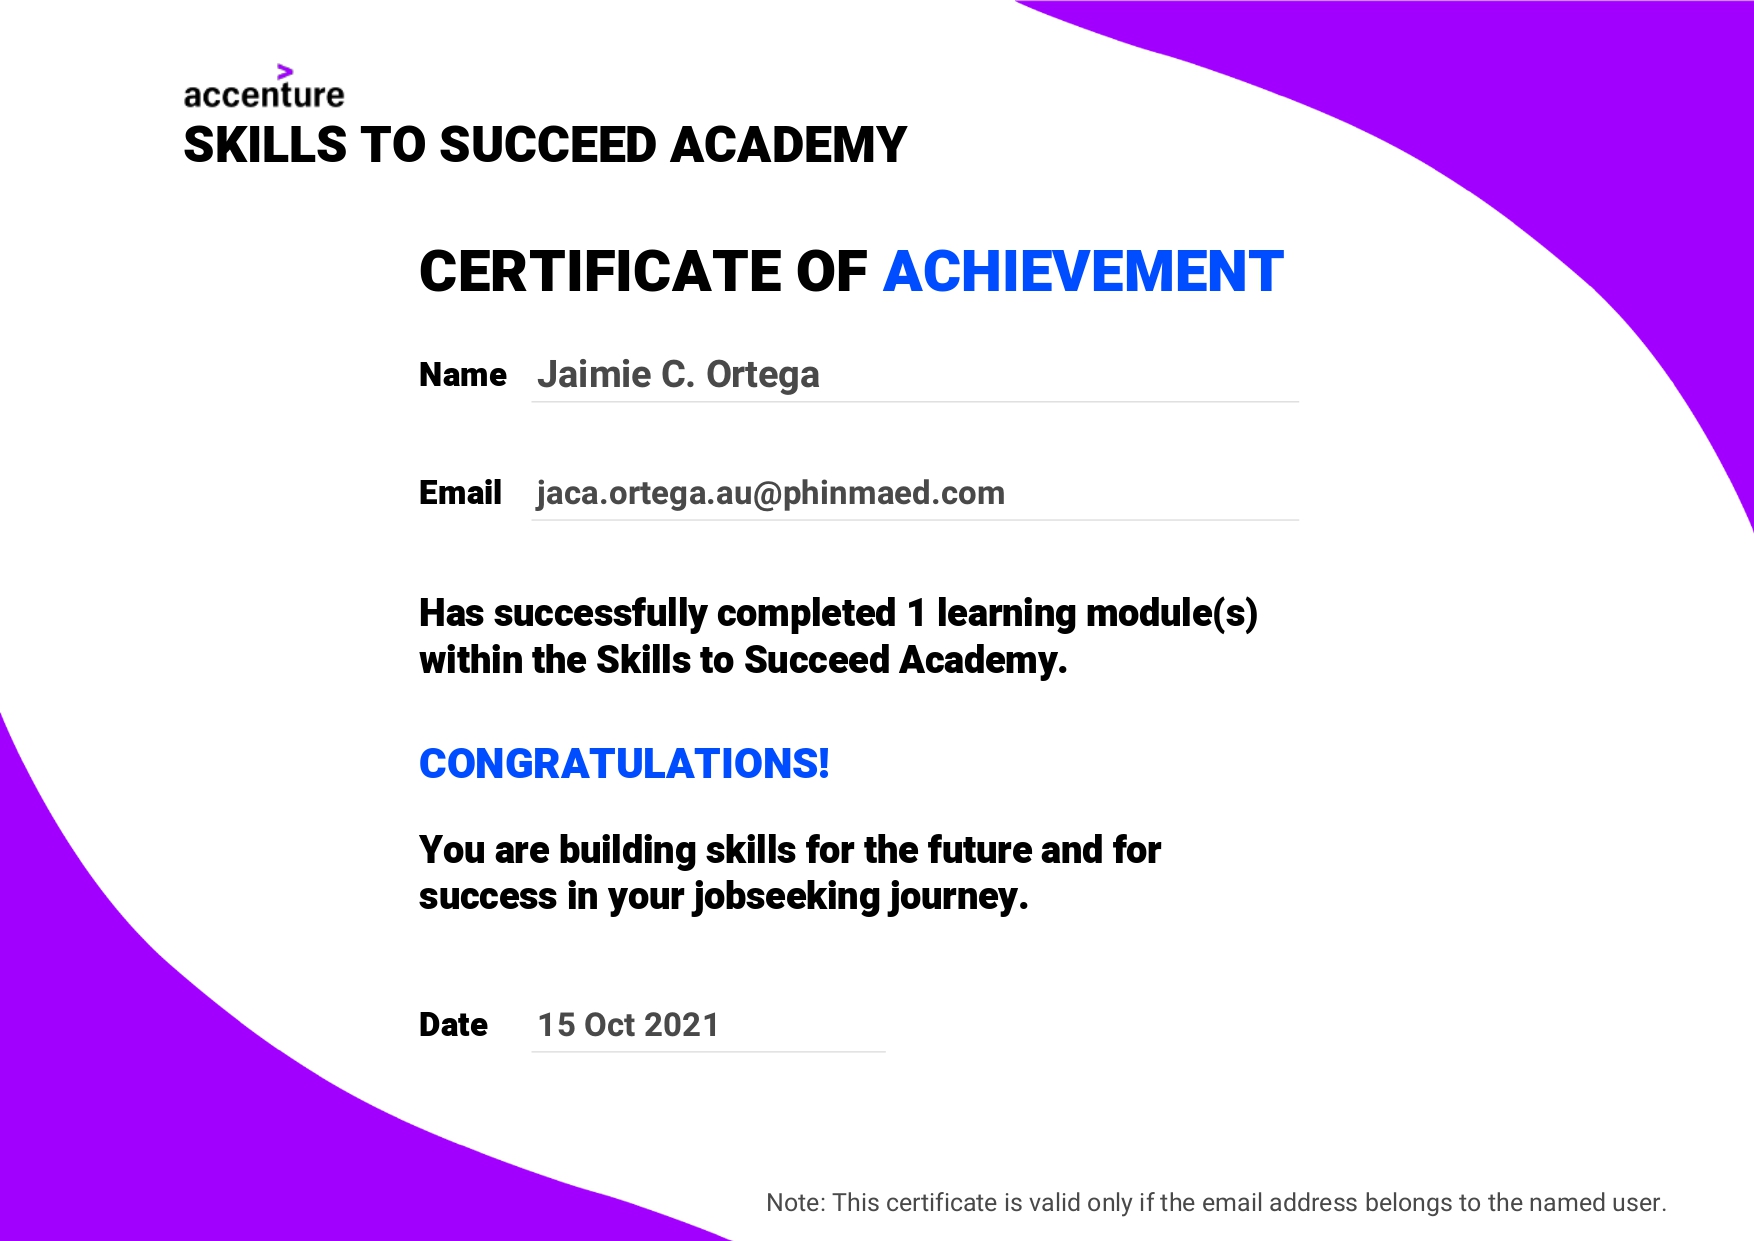 accenture
SKILLS TO SUCCEED ACADEMY
CERTIFICATE OF ACHIEVEMENT
Name Jaimie C. Ortega
Email jaca.ortega.au@phinmaed.com
Has successfully completed 1 learning module(s)
within the Skills to Succeed Academy.
CONGRATULATIONS!
You are building skills for the future and for
success in your jobseeking journey.
Date 15 Oct 2021
Note: This certificate is valid only if the email address belongs to the named user.